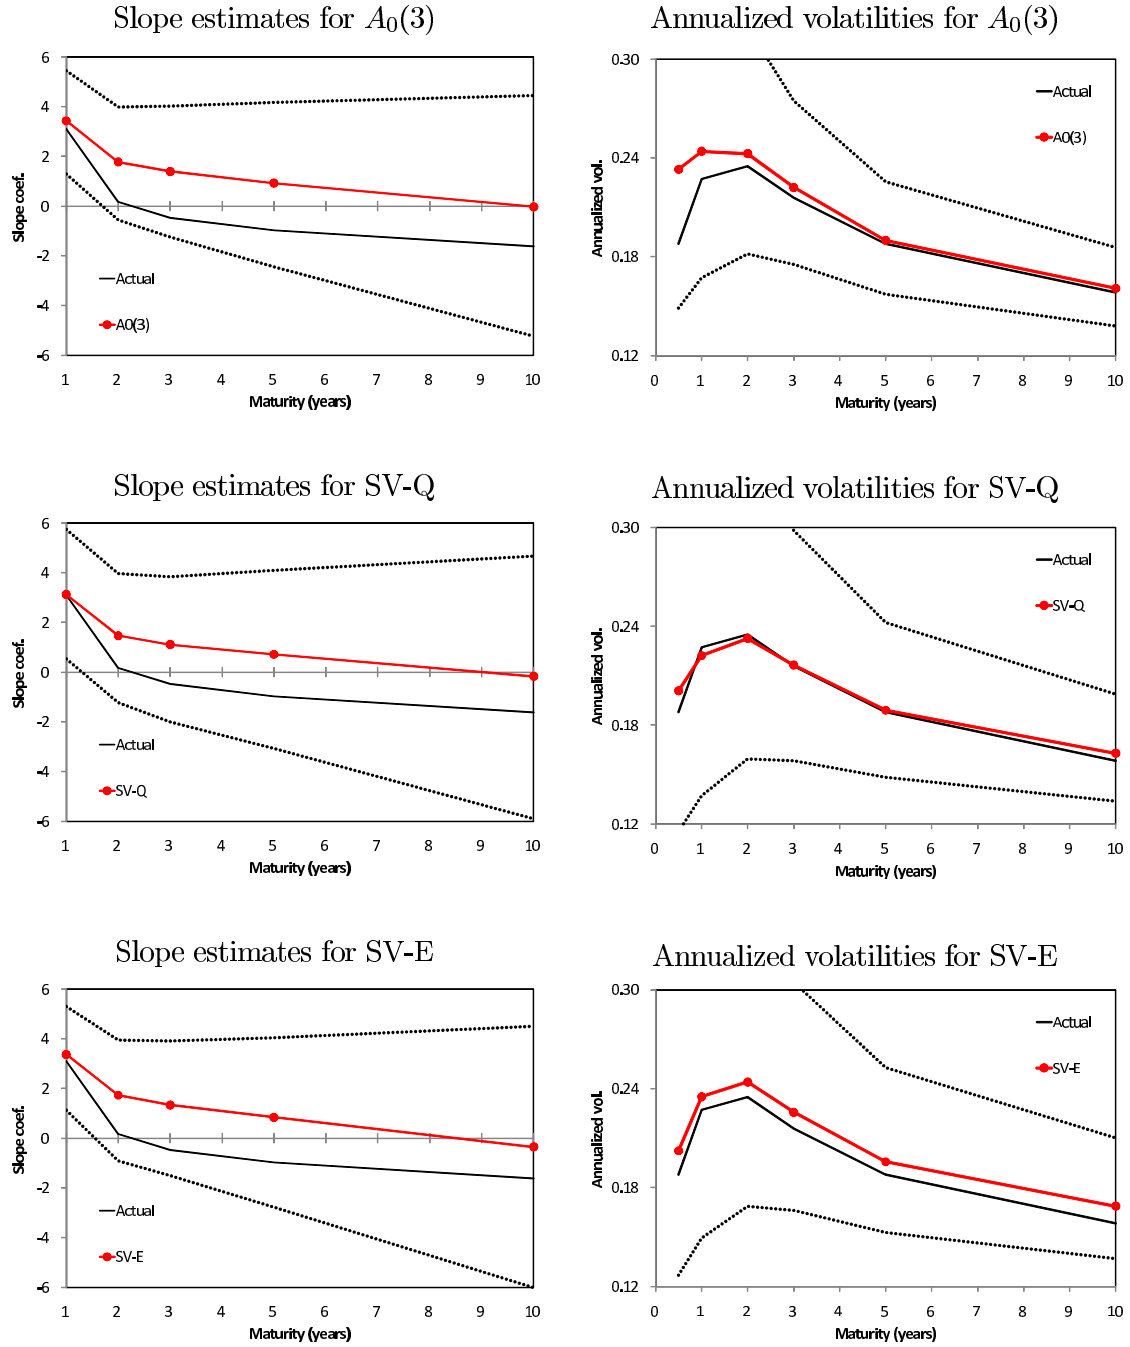 Slope estimates for A₀(3)
6
4
2
0
-2
-4
-6
Slope coef.
Actual
A0(3)
1 2 3 4 5 6 7 8 9 10
Maturity (years)
Annualized volatilities for A₀(3)
0.30
0.24
0.18
0.12
Annualized vol.
Actual
A0(3)
0 1 2 3 4 5 6 7 8 9 10
Maturity (years)
Slope estimates for SV-Q
6
4
2
0
-2
-4
-6
Slope coef.
Actual
SV-Q
1 2 3 4 5 6 7 8 9 10
Maturity (years)
Annualized volatilities for SV-Q
0.30
0.24
0.18
0.12
Annualized vol.
Actual
SV-Q
0 1 2 3 4 5 6 7 8 9 10
Maturity (years)
Slope estimates for SV-E
6
4
2
0
-2
-4
-6
Slope coef.
Actual
SV-E
1 2 3 4 5 6 7 8 9 10
Maturity (years)
Annualized volatilities for SV-E
0.30
0.24
0.18
0.12
Annualized vol.
Actual
SV-E
0 1 2 3 4 5 6 7 8 9 10
Maturity (years)